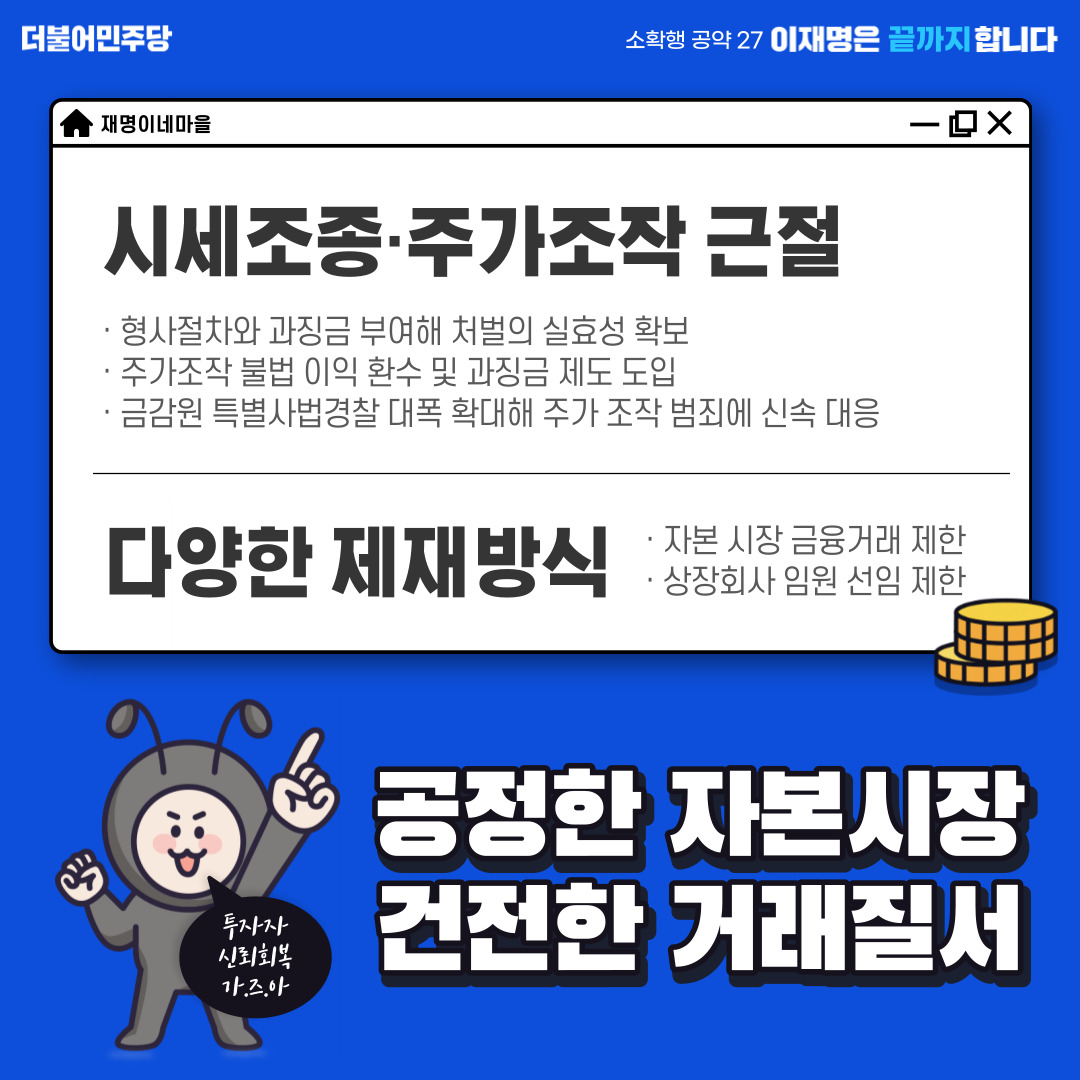 더불어민주당
소확행 공약 27 이재명은 끝까지 합니다
재명이네마을
시세조종·주가조작 근절
· 형사절차와 과징금 부여해 처벌의 실효성 확보
· 주가조작 불법 이익 환수 및 과징금 제도 도입
· 금감원 특별사법경찰 대폭 확대해 주가 조작 범죄에 신속 대응
다양한 제재방식
· 자본 시장 금융거래 제한
· 상장회사 임원 선임 제한
공정한 자본시장
건전한 거래질서
투자자
신뢰회복
가.즈.아